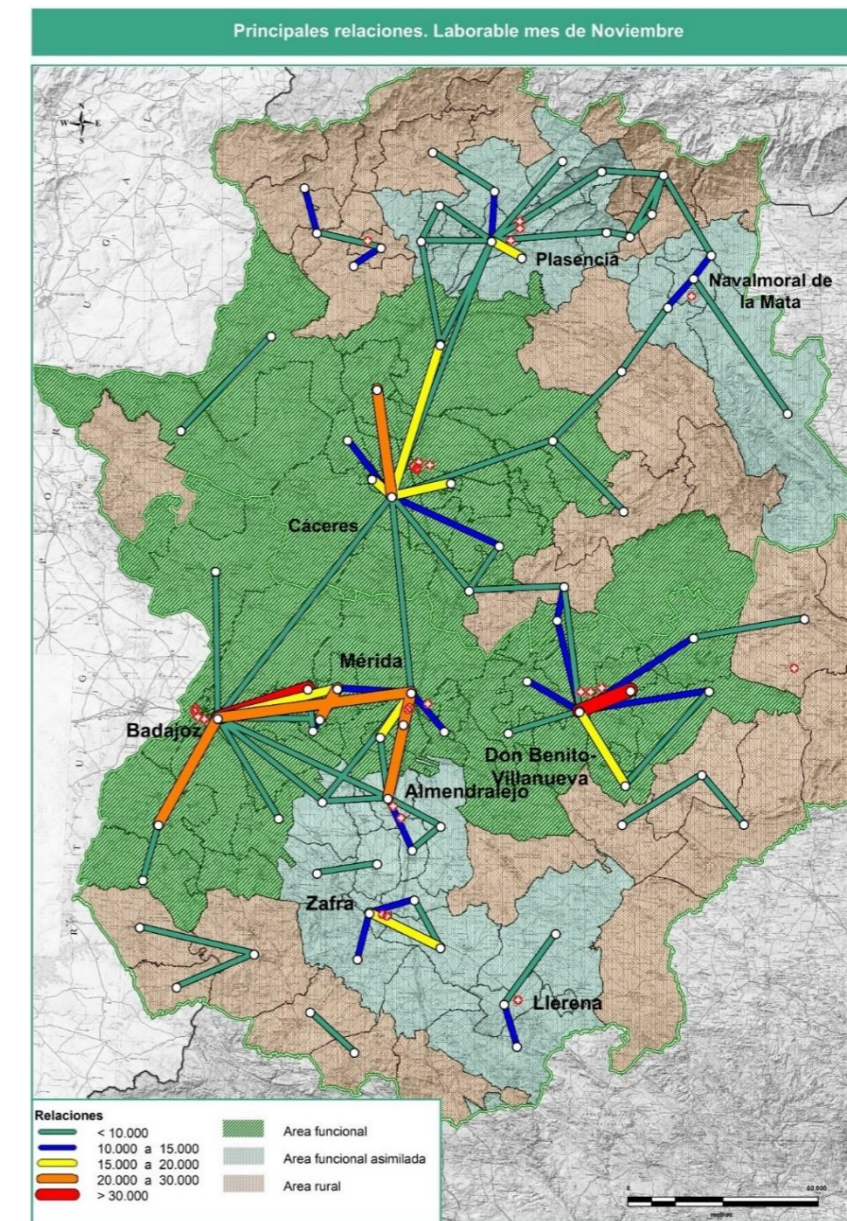 Principales relaciones. Laborable mes de Noviembre
N
W E
S
Plasencia
Navalmoral de
la Mata
Cáceres
Mérida
Badajoz
Don Benito-
Villanueva
Almendralejo
Zafra
Llerena
P O R T U G A L
Relaciones
< 10.000
10.000 a 15.000
15.000 a 20.000
20.000 a 30.000
> 30.000
Area funcional
Area funcional asimilada
Area rural
metros